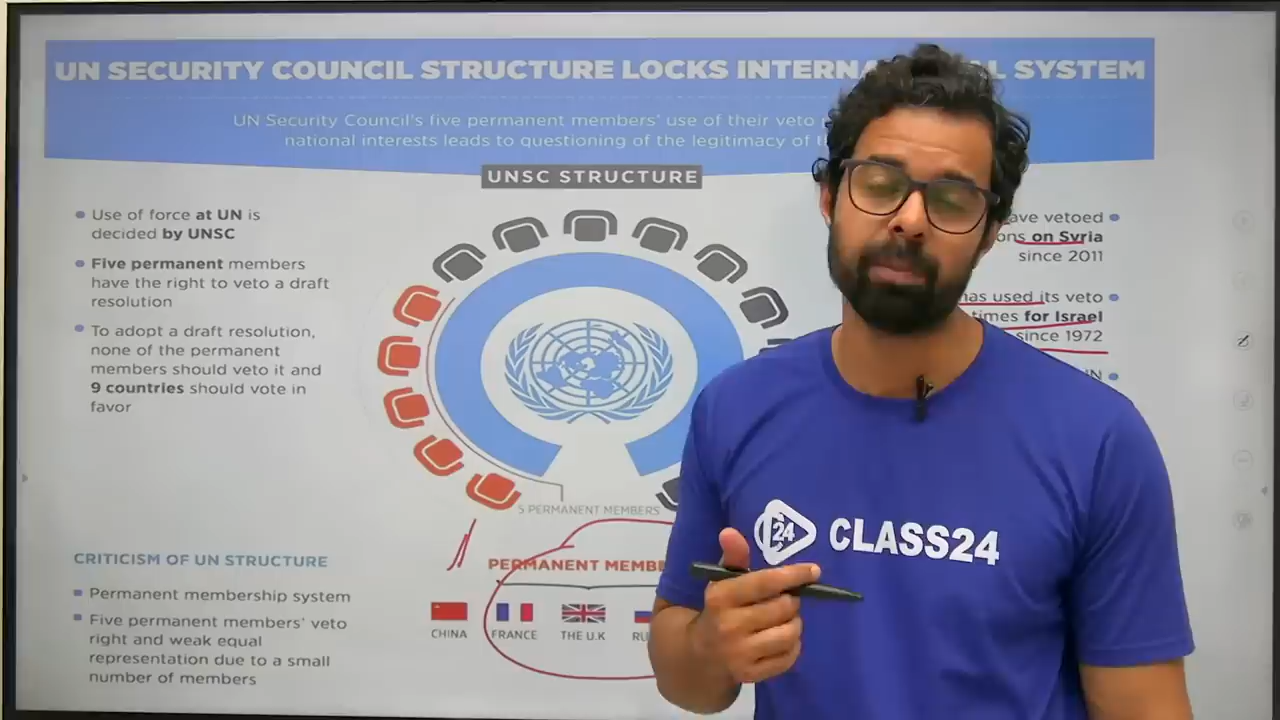 UN SECURITY COUNCIL STRUCTURE LOCKS SYSTEM
UN Security Council's five permanent members' use of their veto
national interests leads to questioning of the legitimacy of
UNSC STRUCTURE
Use of force at UN is
decided by UNSC
Five permanent members
have the right to veto a draft
resolution
To adopt a draft resolution,
none of the permanent
members should veto it and
9 countries should vote in
favor
vetoed
on Syria
since 2011
has used its veto
times for Israel
since 1972
5 PERMANENT MEMBERS
CRITICISM OF UN STRUCTURE
Permanent membership system
Five permanent members' veto
right and weak equal
representation due to a small
number of members
PERMANENT
CHINA
FRANCE
THE U.K
24 CLASS24